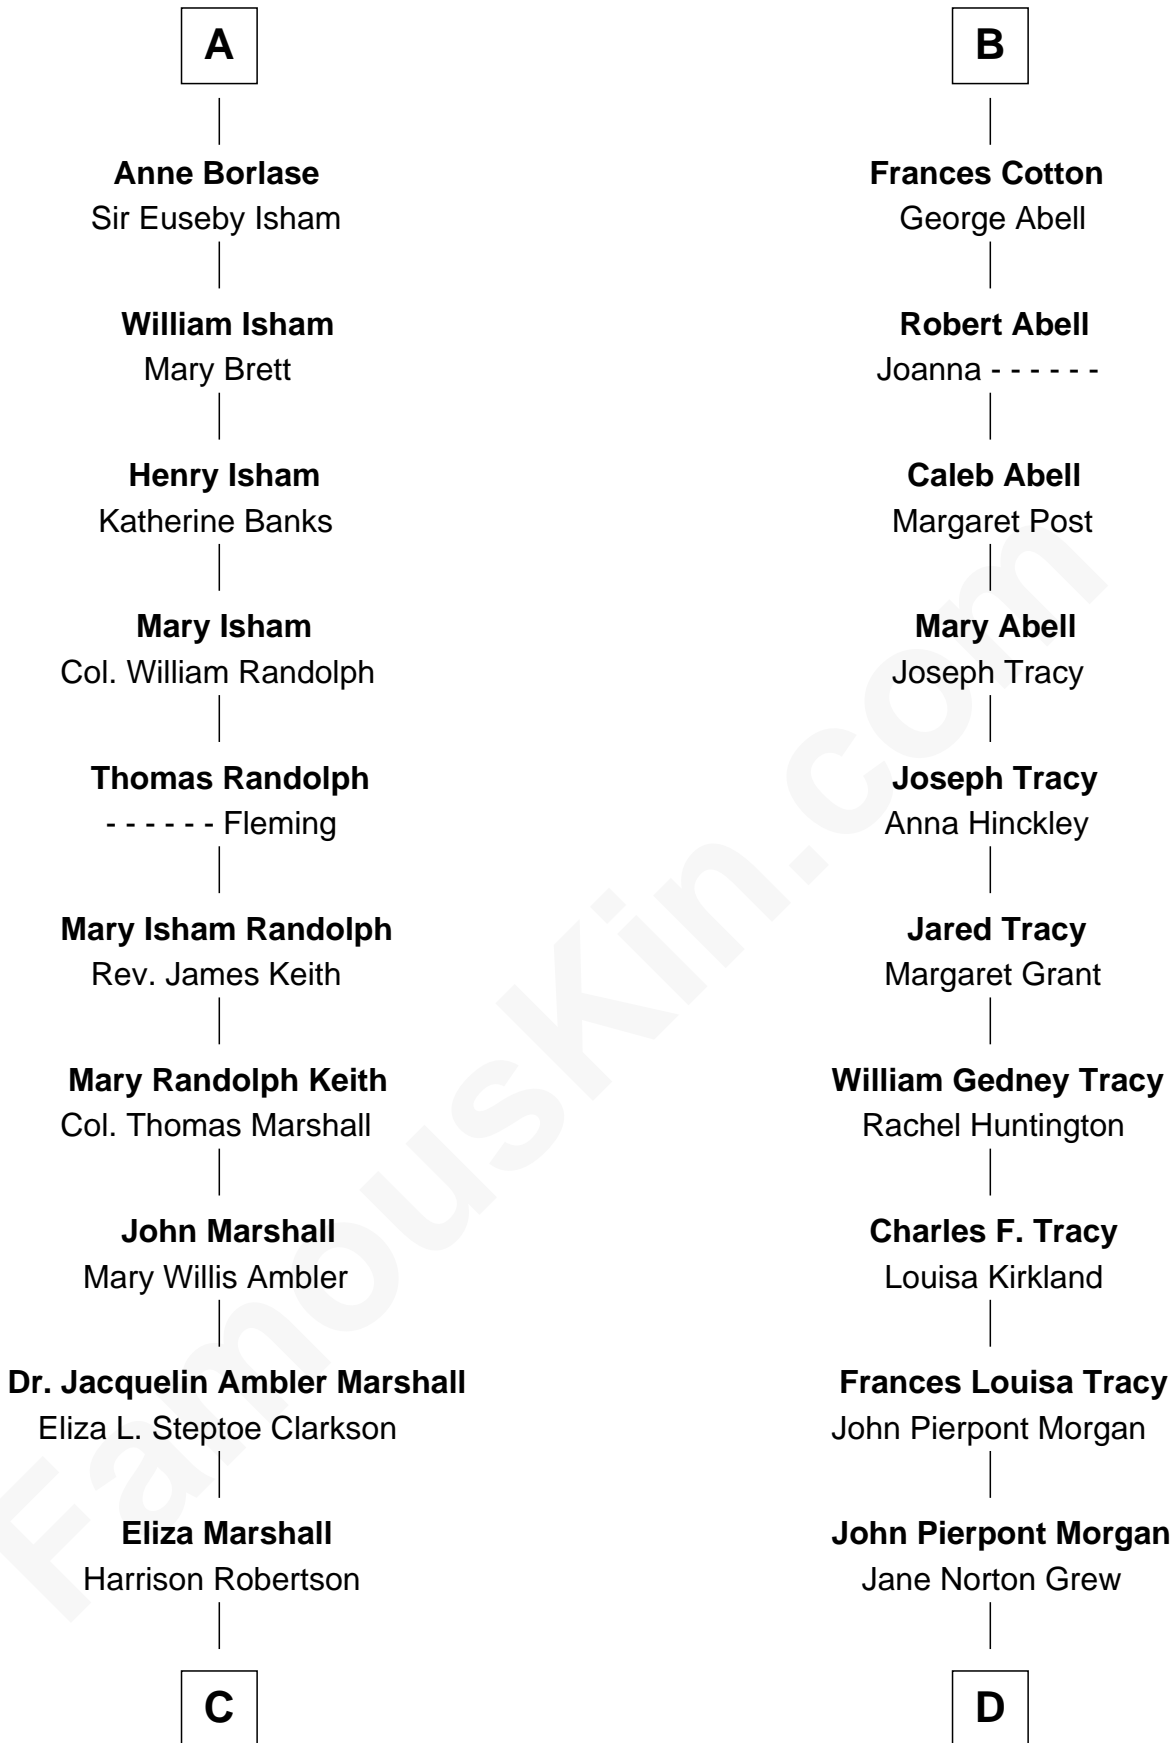 A
Anne Borlase
Sir Euseby Isham
William Isham
Mary Brett
Henry Isham
Katherine Banks
Mary Isham
Col. William Randolph
Thomas Randolph
- - - - - - Fleming
Mary Isham Randolph
Rev. James Keith
Mary Randolph Keith
Col. Thomas Marshall
John Marshall
Mary Willis Ambler
Dr. Jacquelin Ambler Marshall
Eliza L. Steptoe Clarkson
Eliza Marshall
Harrison Robertson
C
B
Frances Cotton
George Abell
Robert Abell
Joanna - - - - - -
Caleb Abell
Margaret Post
Mary Abell
Joseph Tracy
Joseph Tracy
Anna Hinckley
Jared Tracy
Margaret Grant
William Gedney Tracy
Rachel Huntington
Charles F. Tracy
Louisa Kirkland
Frances Louisa Tracy
John Pierpont Morgan
John Pierpont Morgan
Jane Norton Grew
D
FamousKin.com